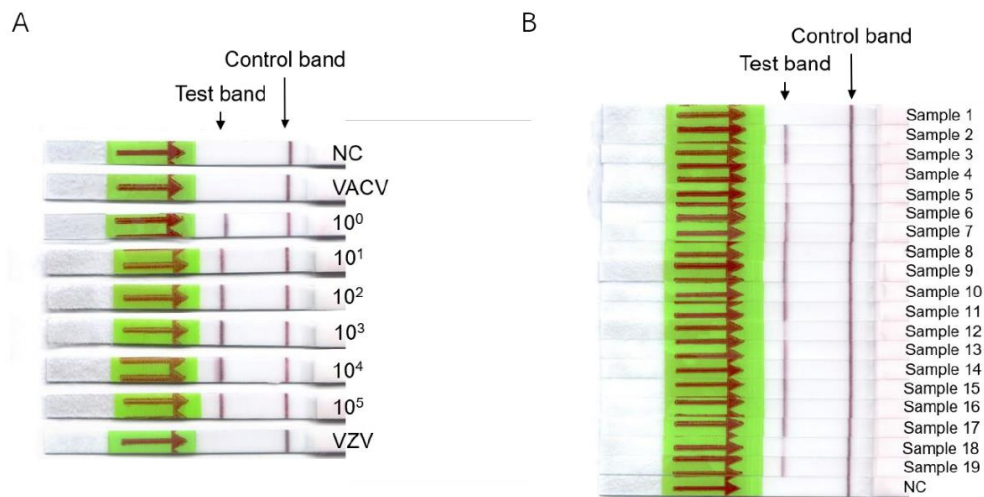 A
Control band
Test band
NC
VACV
10⁰
10¹
10²
10³
10⁴
10⁵
VZV
B
Control band
Test band
Sample 1
Sample 2
Sample 3
Sample 4
Sample 5
Sample 6
Sample 7
Sample 8
Sample 9
Sample 10
Sample 11
Sample 12
Sample 13
Sample 14
Sample 15
Sample 16
Sample 17
Sample 18
Sample 19
NC